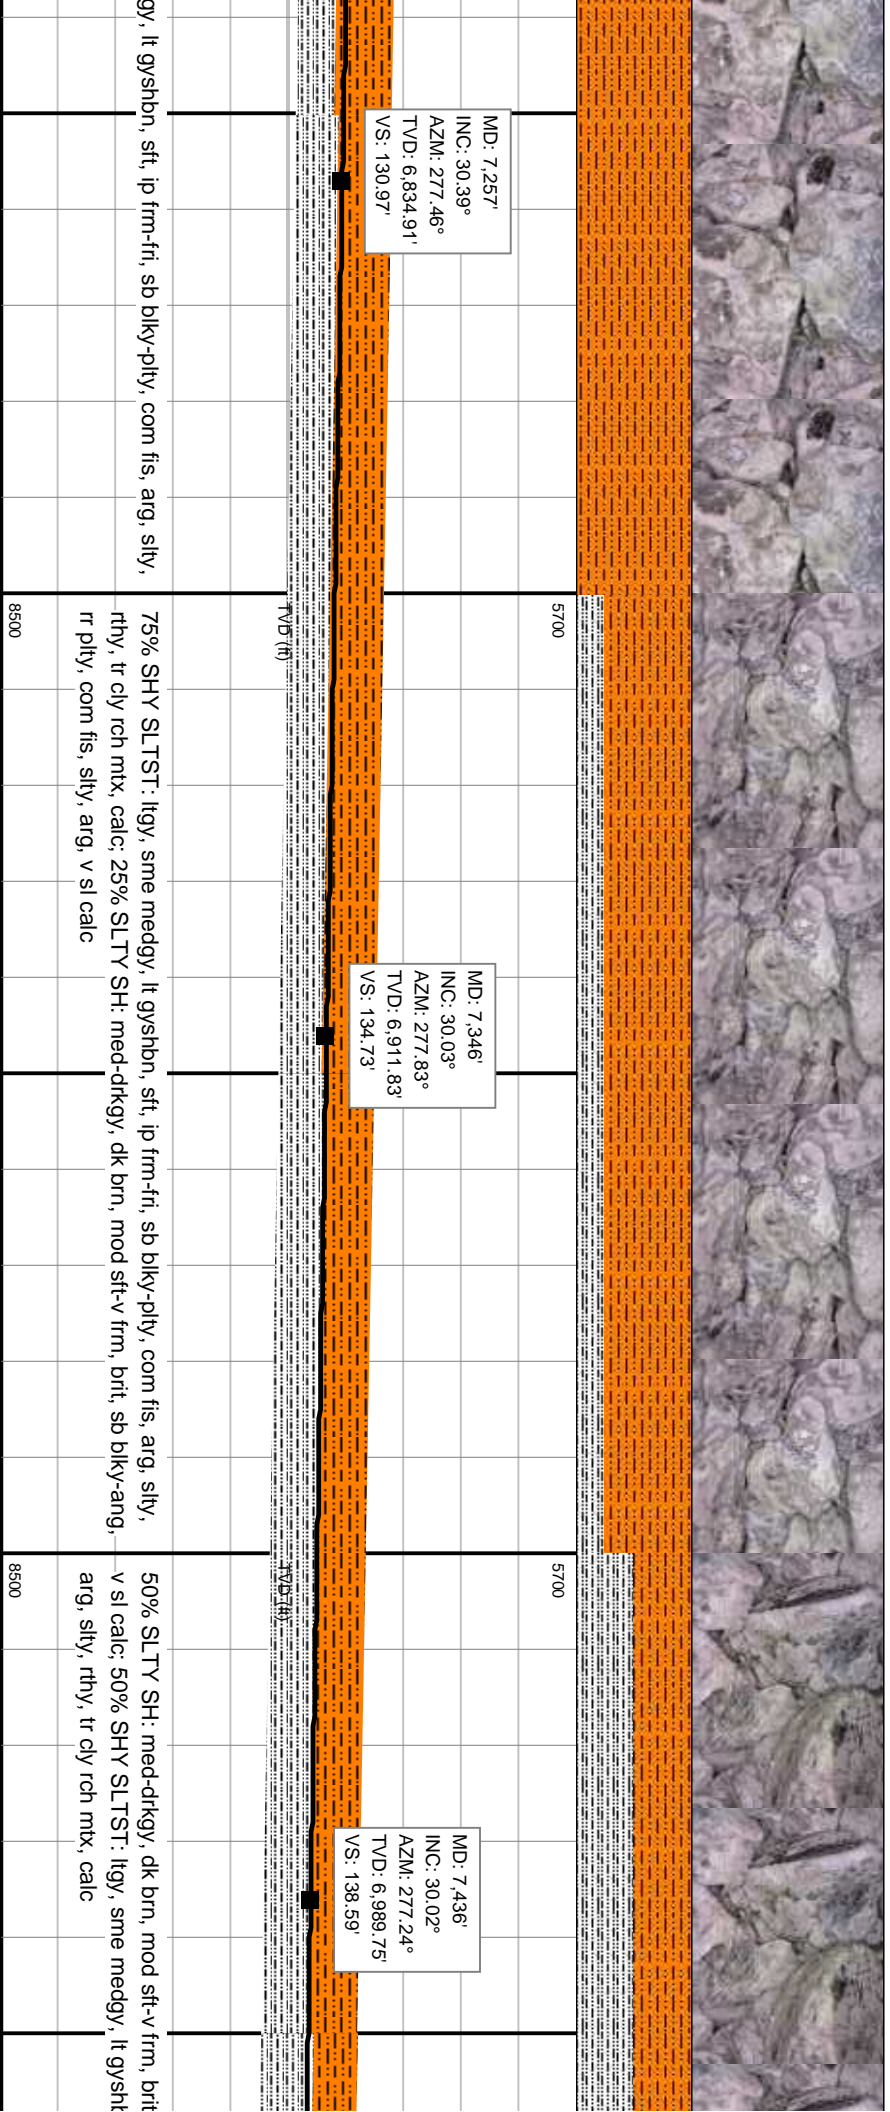 gy, lt gyshbn, sft, ip frm-fri, sb blky-plty, com fis, arg, slty,
MD: 7,257'
INC: 30.39°
AZM: 277.46°
TVD: 6,834.91'
VS: 130.97'
5700
TVD (ft)
8500
75% SHY SLTST: ltgy, sme medgy, lt gyshbn, sft, ip frm-fri, sb blky-plty, com fis, arg, slty,
rthy, tr cly rch mtx, calc; 25% SLTY SH: med-drkgy, dk brn, mod sft-v frm, brit, sb blky-ang,
rr plty, com fis, slty, arg, v sl calc
MD: 7,346'
INC: 30.03°
AZM: 277.83°
TVD: 6,911.83'
VS: 134.73'
5700
TVD (ft)
8500
50% SLTY SH: med-drkgy, dk brn, mod sft-v frm, brit
v sl calc; 50% SHY SLTST: ltgy, sme medgy, lt gyshb
arg, slty, rthy, tr cly rch mtx, calc
MD: 7,436'
INC: 30.02°
AZM: 277.24°
TVD: 6,989.75'
VS: 138.59'